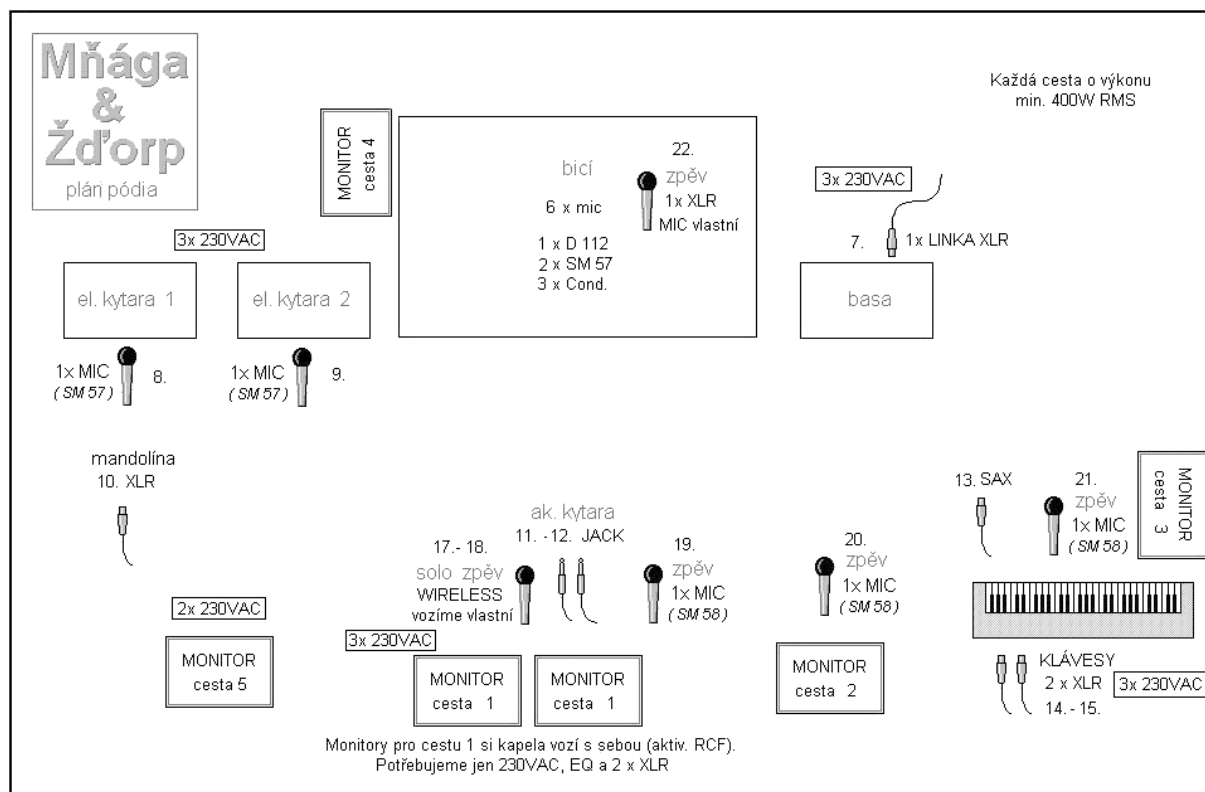 Mňága
&
Žďorp
plán pódia
Každá cesta o výkonu
min. 400W RMS
MONITOR
cesta 4
bicí
6 x mic
1 x D 112
2 x SM 57
3 x Cond.
22.
zpěv
1x XLR
MIC vlastní
3x 230VAC
7.
1x LINKA XLR
basa
3x 230VAC
el. kytara 1
el. kytara 2
1x MIC
(SM 57)
8.
1x MIC
(SM 57)
9.
mandolína
10. XLR
ak. kytara
11. -12. JACK
17.- 18.
solo zpěv
WIRELESS
vozíme vlastní
19.
zpěv
1x MIC
(SM 58)
20.
zpěv
1x MIC
(SM 58)
13. SAX
21.
zpěv
1x MIC
(SM 58)
MONITOR
cesta 3
2x 230VAC
MONITOR
cesta 5
3x 230VAC
MONITOR
cesta 1
MONITOR
cesta 1
MONITOR
cesta 2
KLÁVESY
2 x XLR
14. - 15.
3x 230VAC
Monitory pro cestu 1 si kapela vozí s sebou (aktiv. RCF).
Potřebujeme jen 230VAC, EQ a 2 x XLR